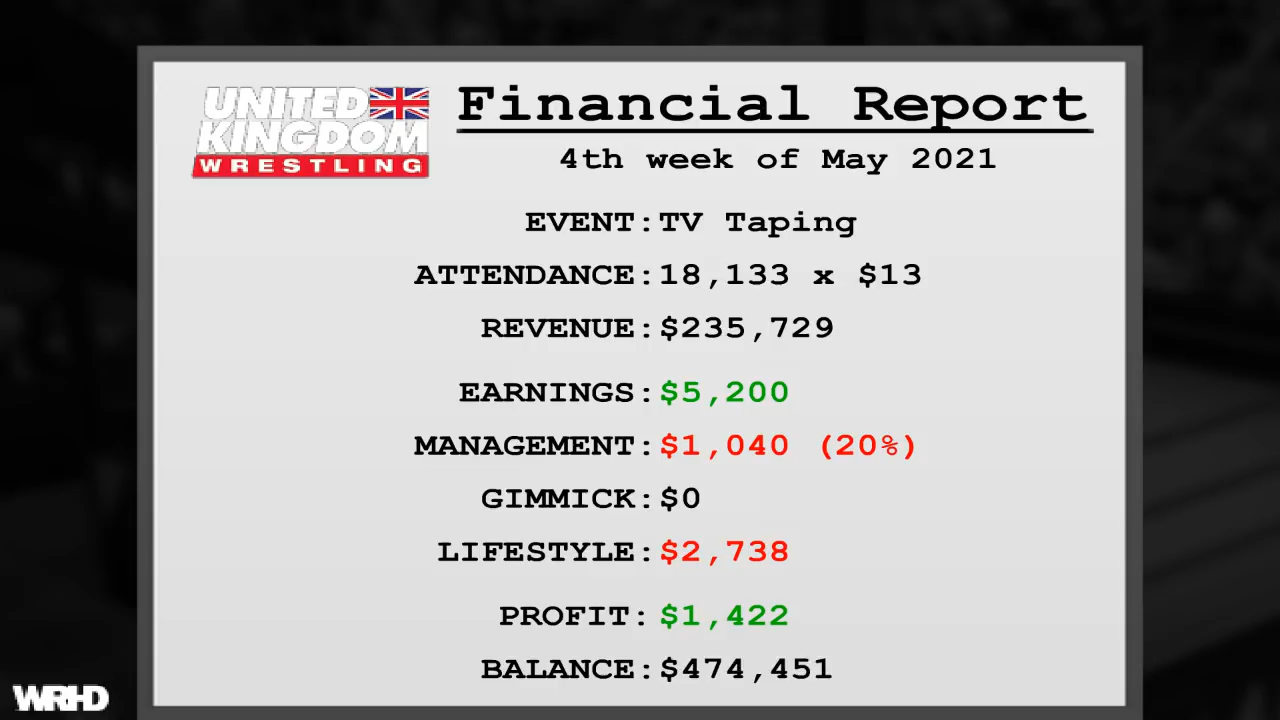 UNITED
KINGDOM
WRESTLING
Financial Report
4th week of May 2021
EVENT: TV Taping
ATTENDANCE: 18,133 x $13
REVENUE: $235,729
EARNINGS: $5,200
MANAGEMENT: $1,040 (20%)
GIMMICK: $0
LIFESTYLE: $2,738
PROFIT: $1,422
BALANCE: $474,451
WRHD